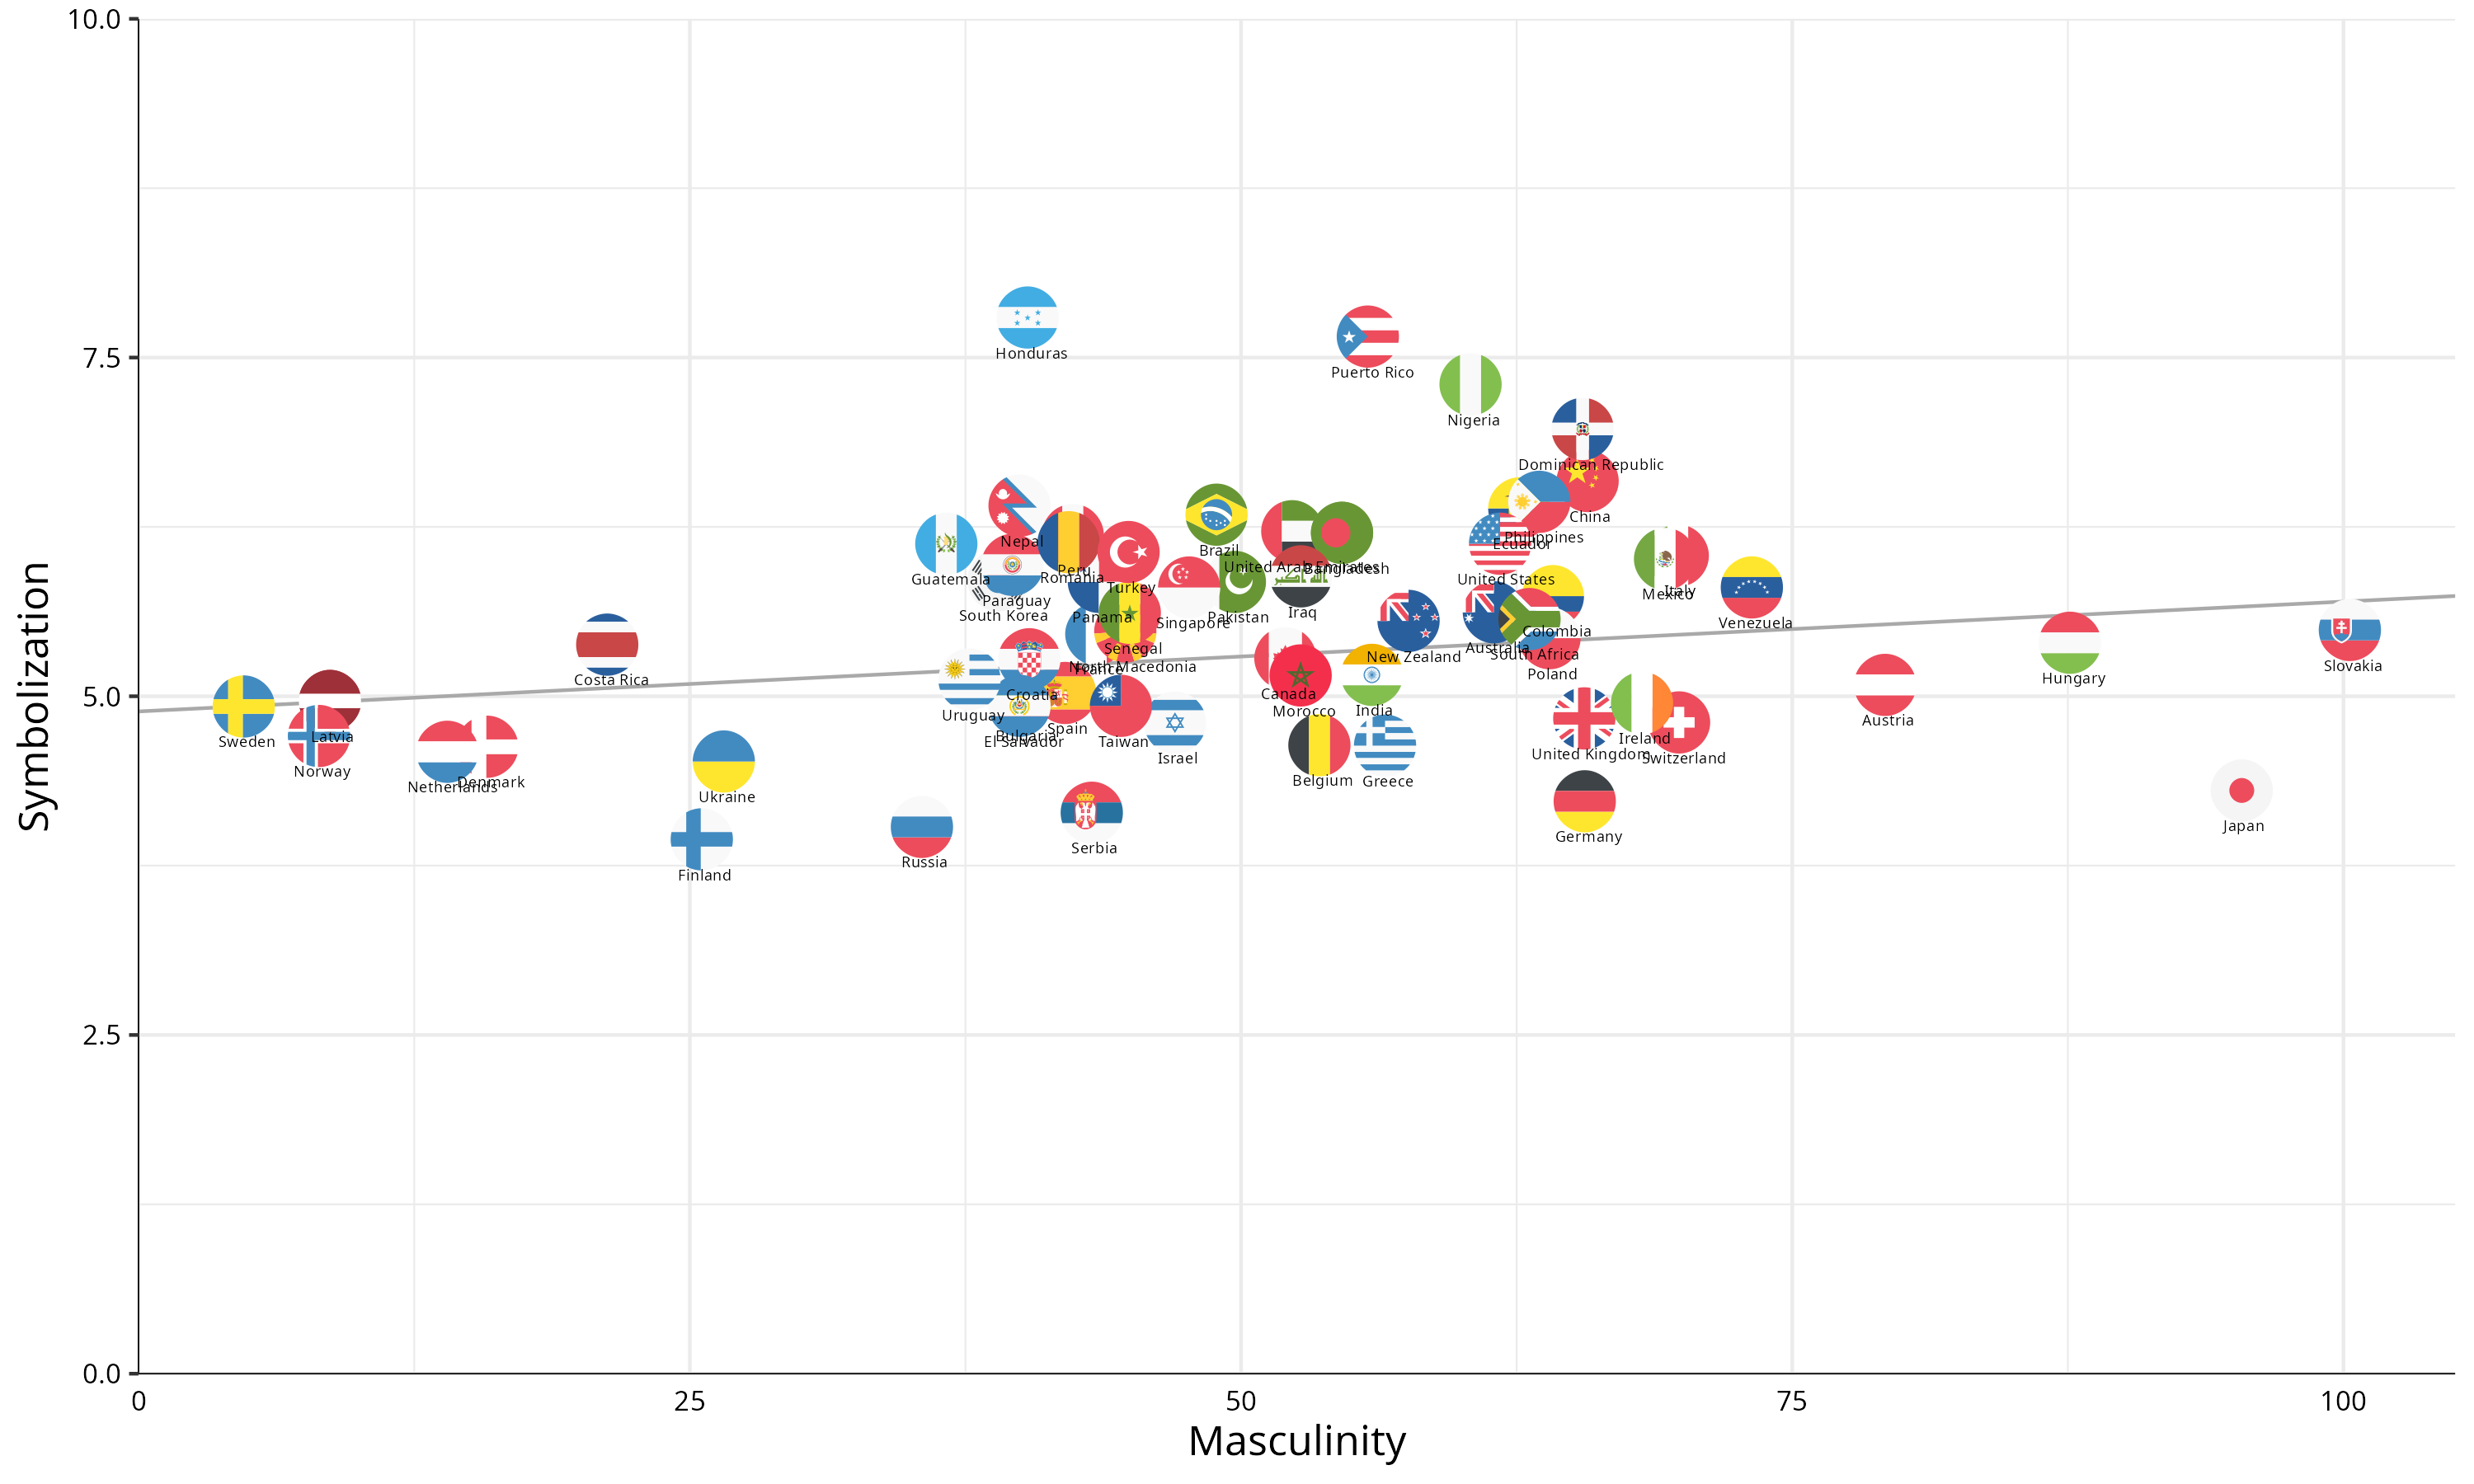 10.0
7.5
5.0
2.5
0.0
Symbolization
Honduras
Puerto Rico
Nigeria
Dominican Republic
China
Philippines
Ecuador
Nepal
Brazil
United Arab Emirates
Bangladesh
Peru
Romania
Guatemala
Turkey
United States
Mexico
Italy
Paraguay
South Korea
Panama
Singapore
Pakistan
Iraq
Venezuela
Colombia
Senegal
Australia
South Africa
New Zealand
North Macedonia
France
Poland
Slovakia
Costa Rica
Hungary
Croatia
Canada
Uruguay
Morocco
India
Austria
Spain
Bulgaria
El Salvador
Taiwan
Sweden
Latvia
Ireland
United Kingdom
Switzerland
Israel
Norway
Netherlands
Denmark
Belgium
Greece
Ukraine
Japan
Germany
Serbia
Russia
Finland
0
25
50
75
100
Masculinity